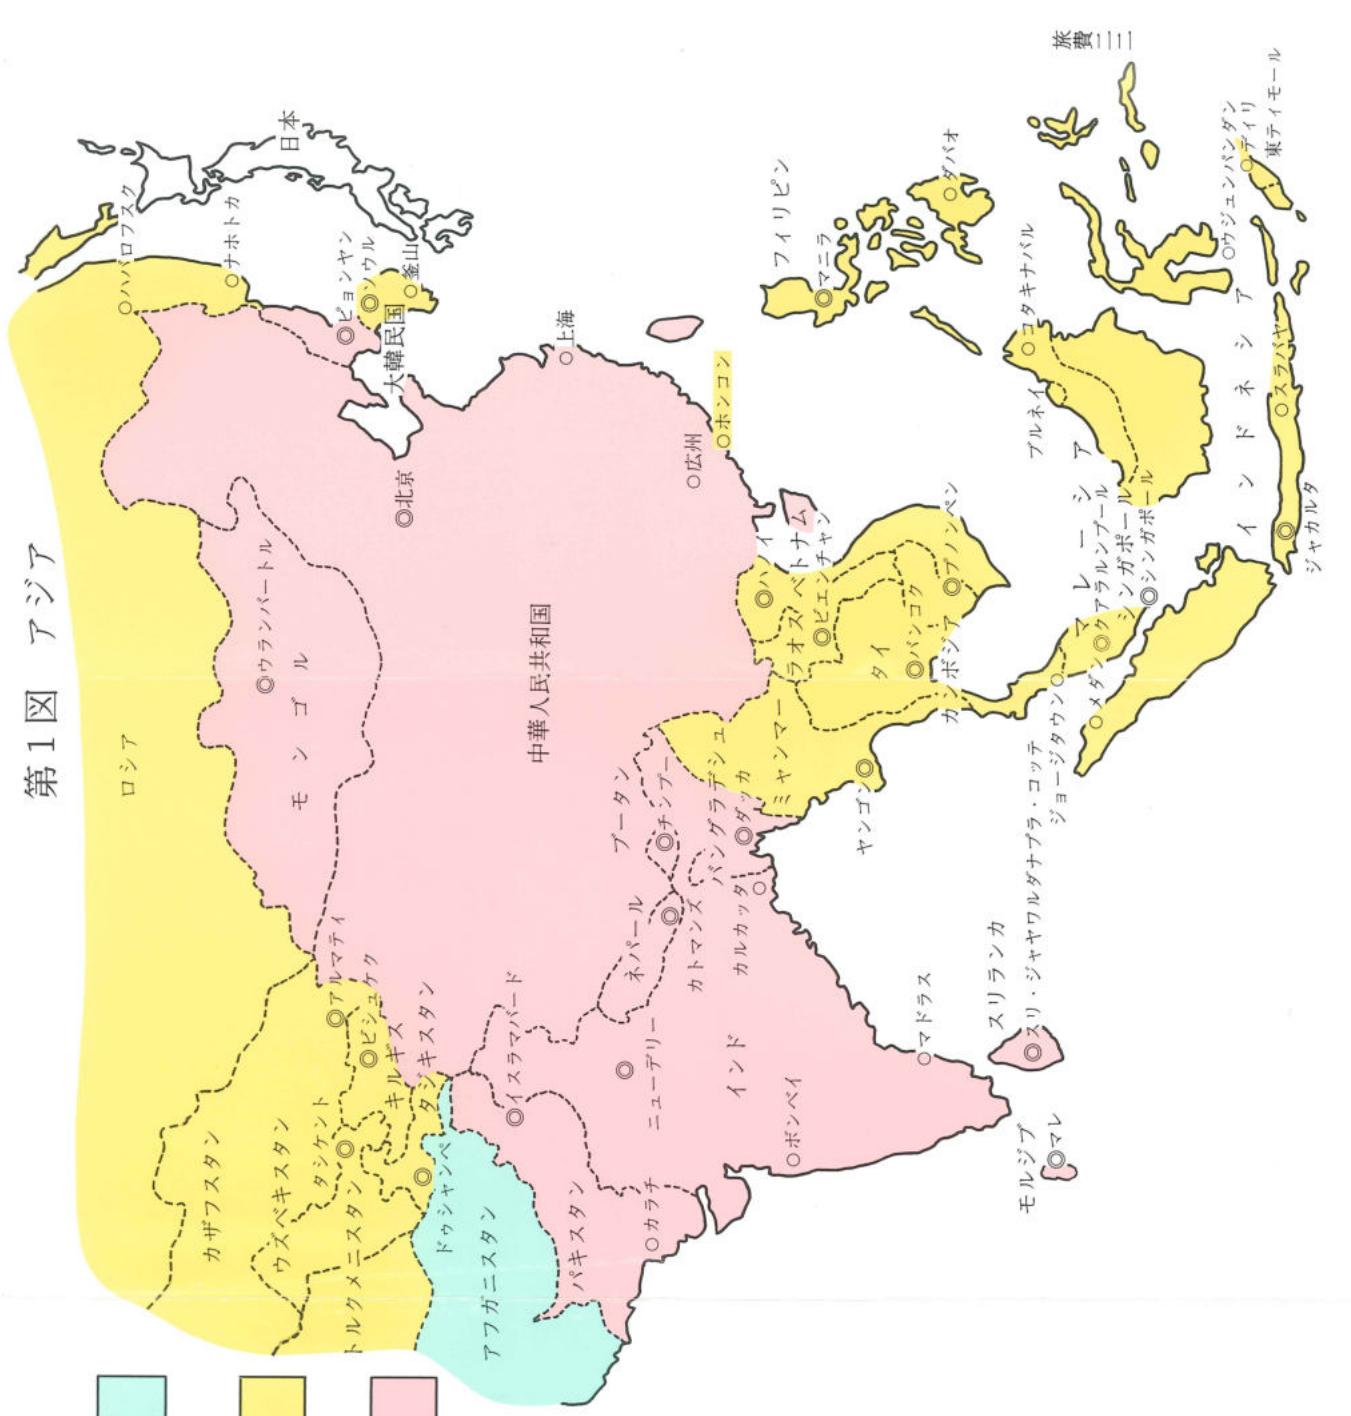 第1図 アジア
旅費二三
日本
ハバロフスク
ナホトカ
ピョンヤン
ソウル
釜山
大韓民国
ロシア
ウランバートル
モンゴル
北京
上海
広州
ホンコン
中華人民共和国
フィリピン
マニラ
ダバオ
コタキナバル
ブルネイ
ウジュンパンダン
ディリ
東ティモール
インドネシア
スラバヤ
ジャカルタ
マレーシア
クアラルンプール
シンガポール
シンガポール
メダン
ジョージタウン
ハノイ
ベトナム
ラオス
ビエンチャン
タイ
バンコク
プノンペン
カンボジア
ミャンマー
ヤンゴン
ブータン
チンプー
バングラデシュ
ダッカ
ネパール
カトマンズ
カルカッタ
インド
ニューデリー
ボンベイ
マドラス
スリランカ
スリ・ジャヤワルダナプラ・コッテ
モルジブ
マレ
イスラマバード
パキスタン
カラチ
アフガニスタン
アルマティ
ビシュケク
キルギス
タジキスタン
ドゥシャンベ
カザフスタン
ウズベキスタン
タシケント
トルクメニスタン